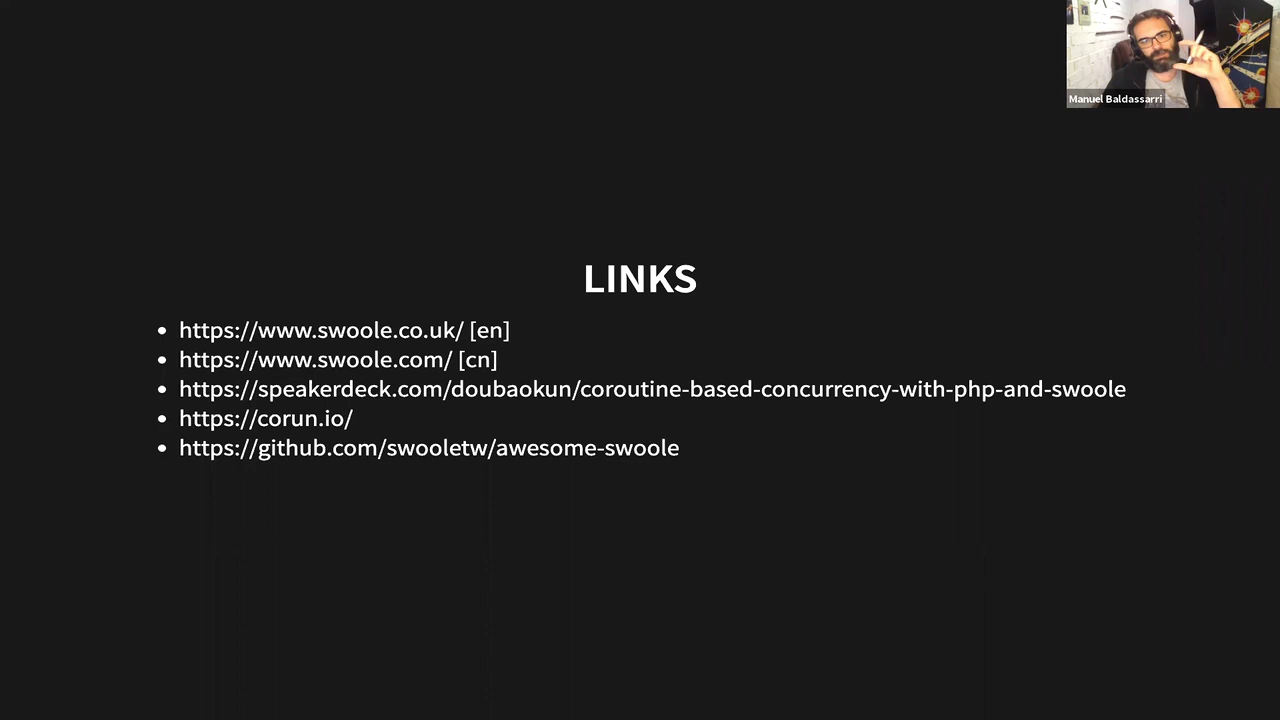 Manuel Baldassarri
LINKS
• https://www.swoole.co.uk/ [en]
• https://www.swoole.com/ [cn]
• https://speakerdeck.com/doubaokun/coroutine-based-concurrency-with-php-and-swoole
• https://corun.io/
• https://github.com/swooletw/awesome-swoole